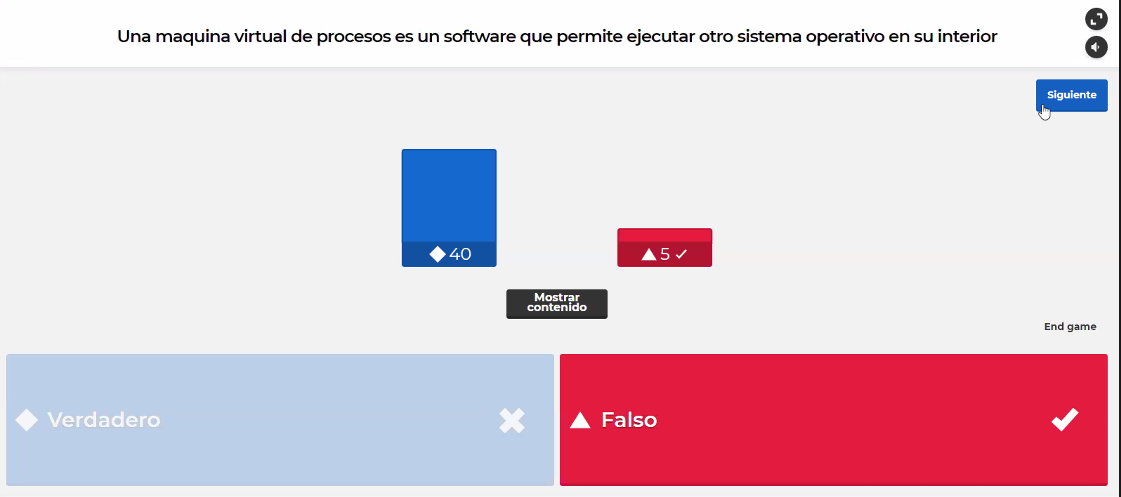 Una maquina virtual de procesos es un software que permite ejecutar otro sistema operativo en su interior
Siguiente
40
5
Mostrar
contenido
End game
Verdadero
Falso